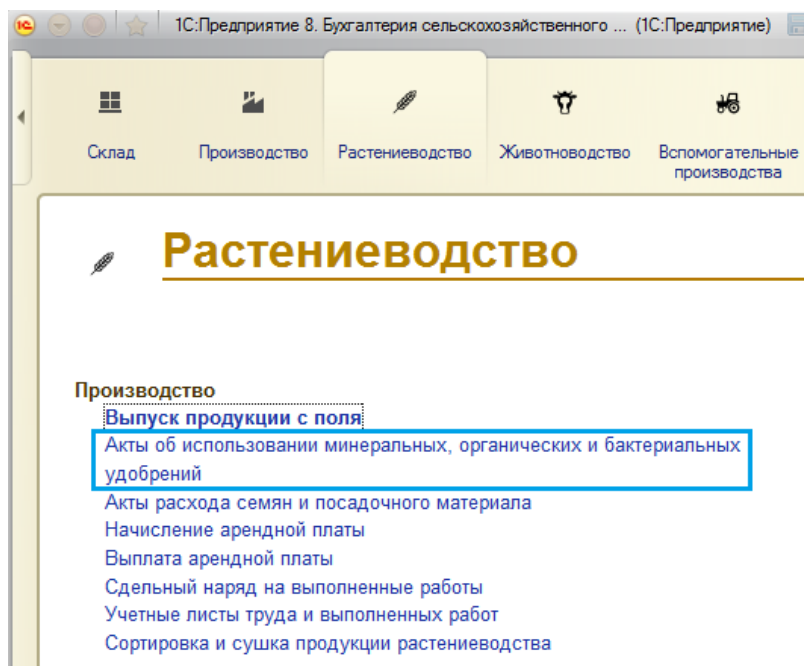 1С:Предприятие 8. Бухгалтерия сельскохозяйственного ... (1С:Предприятие)
Склад
Производство
Растениеводство
Животноводство
Вспомогательные
производства
Растениеводство
Производство
Выпуск продукции с поля
Акты об использовании минеральных, органических и бактериальных
удобрений
Акты расхода семян и посадочного материала
Начисление арендной платы
Выплата арендной платы
Сдельный наряд на выполненные работы
Учетные листы труда и выполненных работ
Сортировка и сушка продукции растениеводства